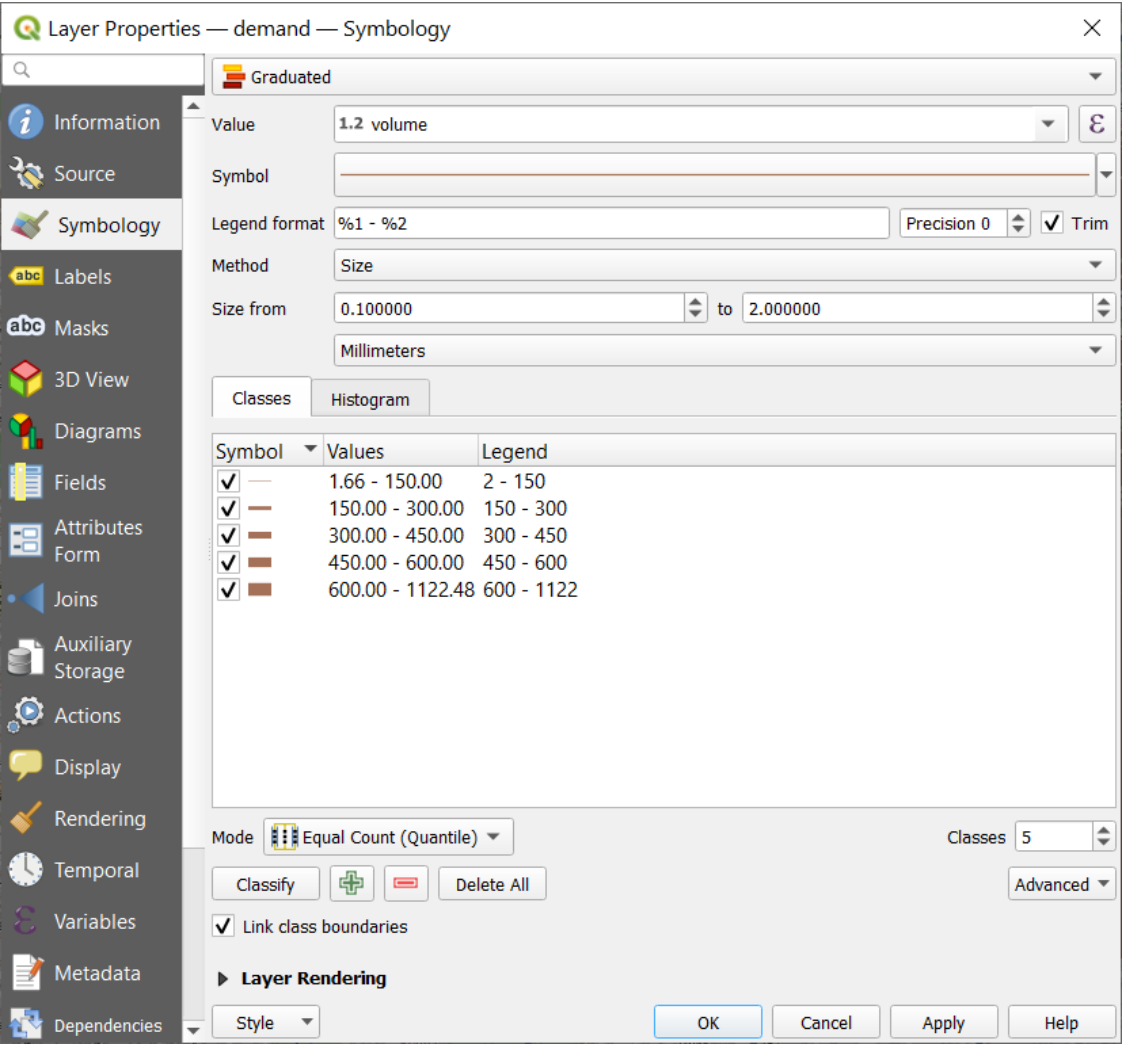 Layer Properties — demand — Symbology
Information
Source
Symbology
abc Labels
abc Masks
3D View
Diagrams
Fields
Attributes
Form
Joins
Auxiliary
Storage
Actions
Display
Rendering
Temporal
Variables
Metadata
Dependencies
Graduated
Value 1.2 volume ε
Symbol
Legend format %1 - %2 Precision 0 Trim
Method Size
Size from 0.100000 to 2.000000
Millimeters
Classes Histogram
Symbol Values Legend
1.66 - 150.00 2 - 150
150.00 - 300.00 150 - 300
300.00 - 450.00 300 - 450
450.00 - 600.00 450 - 600
600.00 - 1122.48 600 - 1122
Mode Equal Count (Quantile) Classes 5
Classify Delete All Advanced
Link class boundaries
Layer Rendering
Style OK Cancel Apply Help